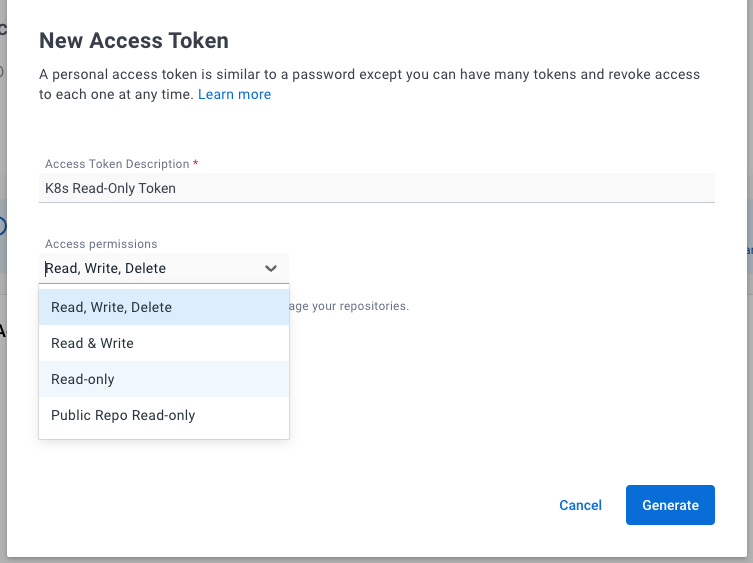 New Access Token
A personal access token is similar to a password except you can have many tokens and revoke access
to each one at any time. Learn more
Access Token Description *
K8s Read-Only Token
Access permissions
Read, Write, Delete
Read, Write, Delete
age your repositories.
Read & Write
Read-only
Public Repo Read-only
Cancel
Generate